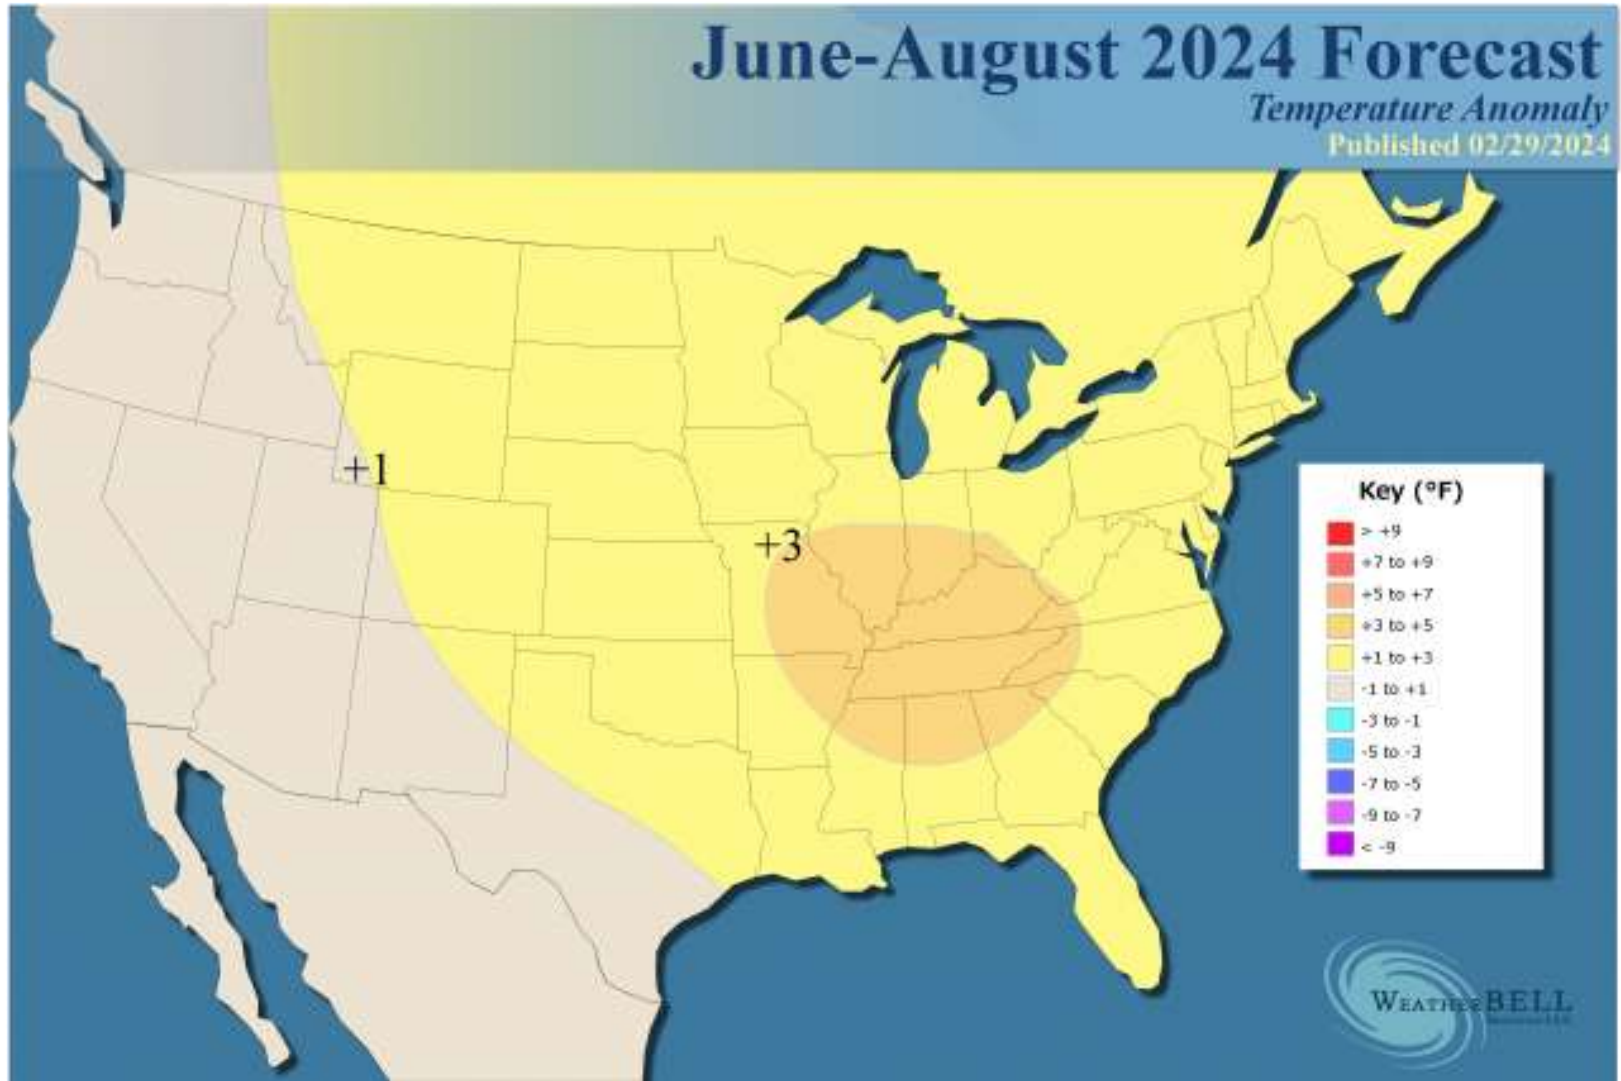 June-August 2024 Forecast
Temperature Anomaly
Published 02/29/2024
+1
+3
Key (°F)
> +9
+7 to +9
+5 to +7
+3 to +5
+1 to +3
-1 to +1
-3 to -1
-5 to -3
-7 to -5
-9 to -7
< -9
WEATHERBELL